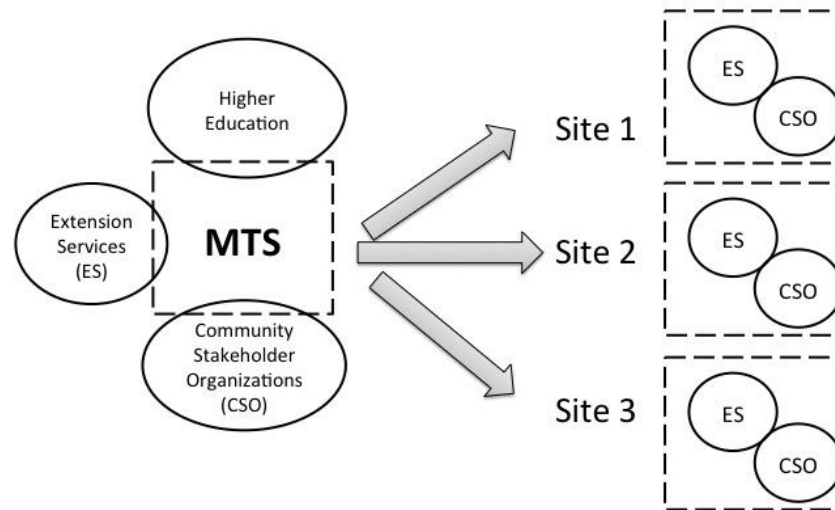 Higher
Education
Extension
Services
(ES)
MTS
Community
Stakeholder
Organizations
(CSO)
Site 1
ES
CSO
Site 2
ES
CSO
Site 3
ES
CSO